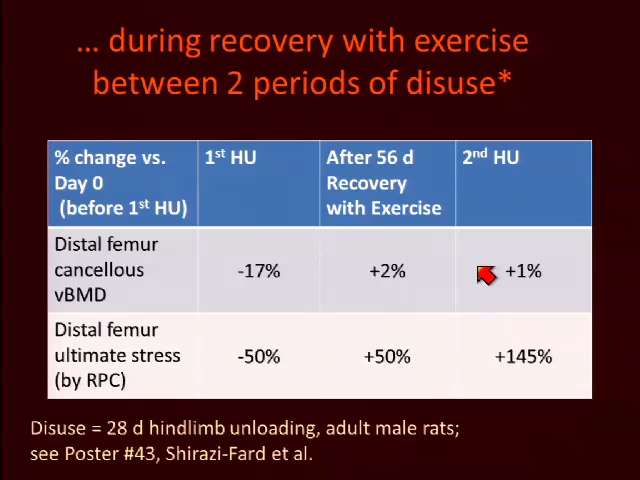 … during recovery with exercise
between 2 periods of disuse*
% change vs. Day 0 (before 1st HU)
1st HU
After 56 d Recovery with Exercise
2nd HU
Distal femur cancellous vBMD
-17%
+2%
+1%
Distal femur ultimate stress (by RPC)
-50%
+50%
+145%
Disuse = 28 d hindlimb unloading, adult male rats;
see Poster #43, Shirazi-Fard et al.